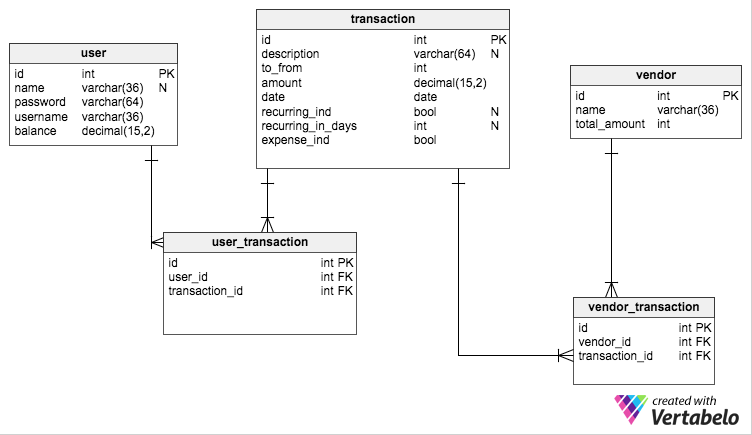 user
id int PK
name varchar(36) N
password varchar(64)
username varchar(36)
balance decimal(15,2)
transaction
id int PK
description varchar(64) N
to_from int
amount decimal(15,2)
date date
recurring_ind bool N
recurring_in_days int N
expense_ind bool
vendor
id int PK
name varchar(36)
total_amount int
user_transaction
id int PK
user_id int FK
transaction_id int FK
vendor_transaction
id int PK
vendor_id int FK
transaction_id int FK
created with
Vertabelo